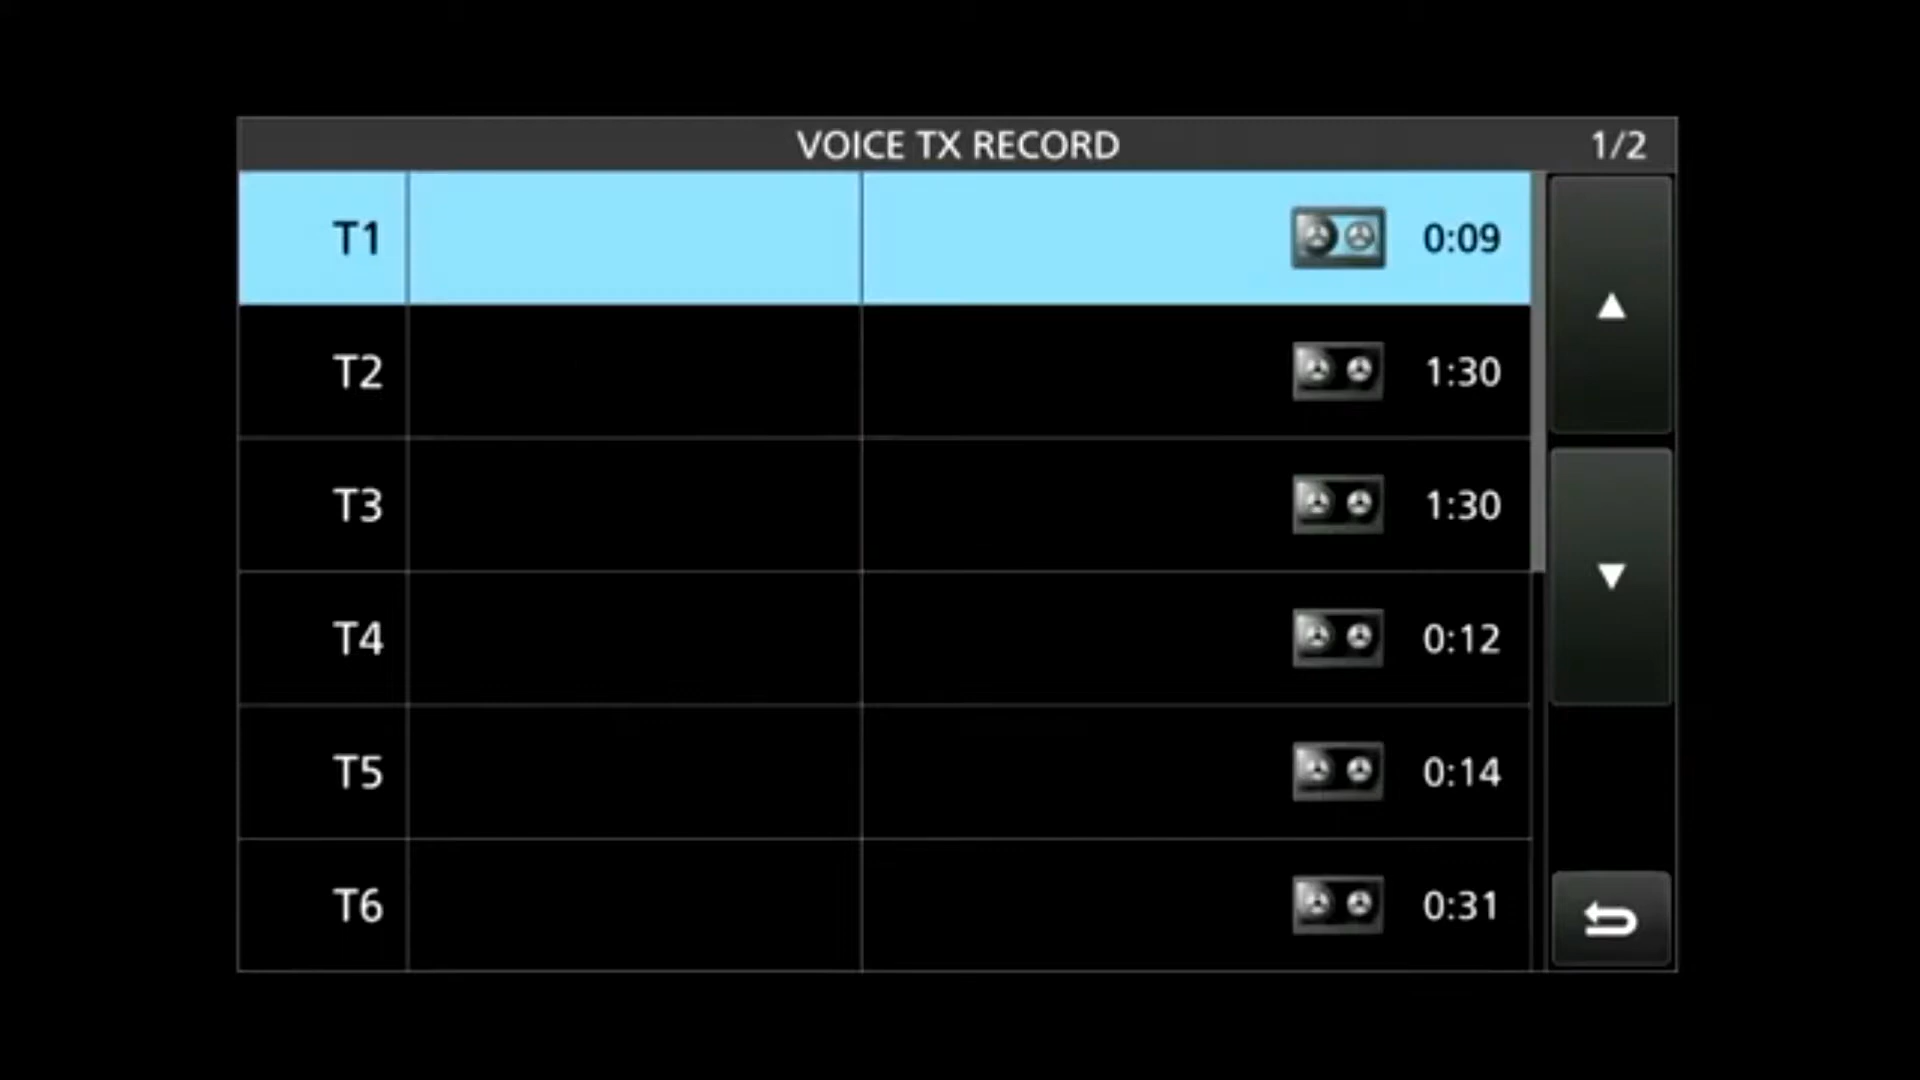 VOICE TX RECORD 1/2
T1 0:09
T2 1:30
T3 1:30
T4 0:12
T5 0:14
T6 0:31